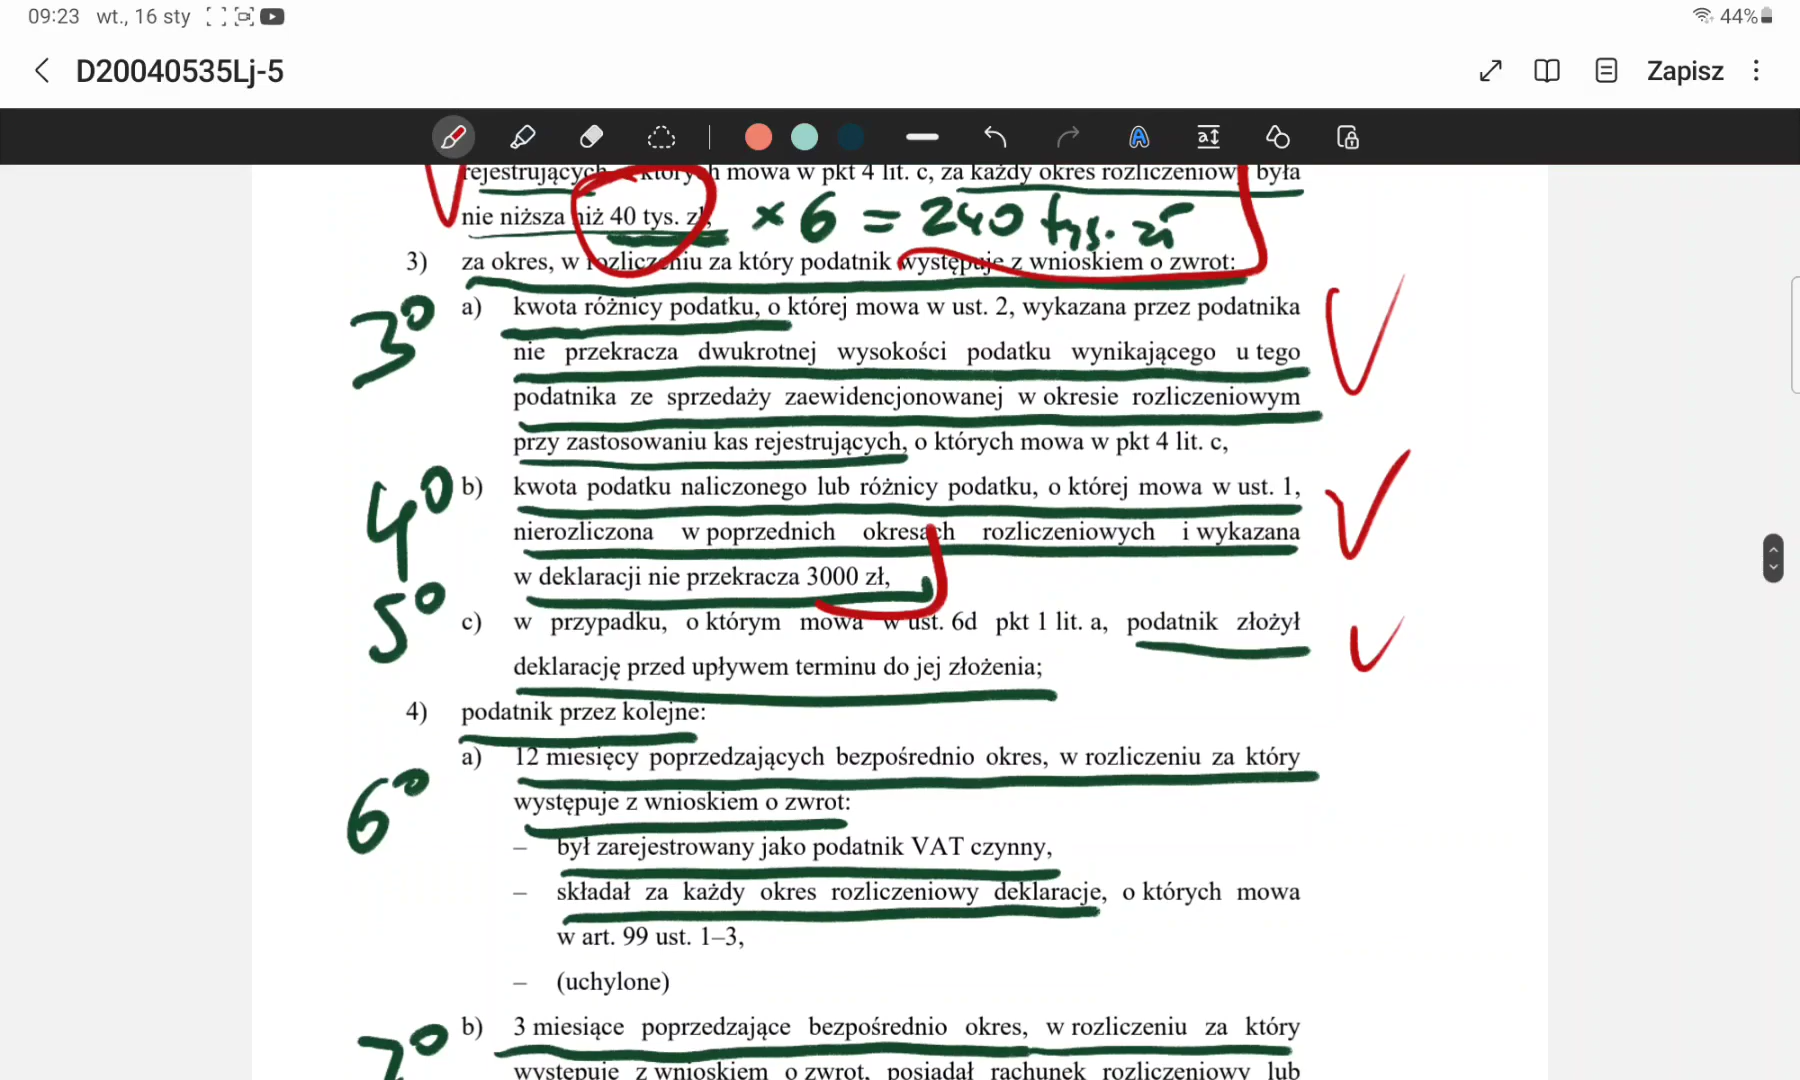 09:23 wt., 16 sty
44%
D20040535Lj-5
Zapisz
A
a
rejestrujących których mowa w pkt 4 lit. c, za każdy okres rozliczeniowy była
nie niższa niż 40 tys. zł, × 6 = 240 tys. zł
3) za okres, w rozliczeniu za który podatnik występuje z wnioskiem o zwrot:
3⁰ a) kwota różnicy podatku, o której mowa w ust. 2, wykazana przez podatnika
nie przekracza dwukrotnej wysokości podatku wynikającego u tego
podatnika ze sprzedaży zaewidencjonowanej w okresie rozliczeniowym
przy zastosowaniu kas rejestrujących, o których mowa w pkt 4 lit. c,
4⁰ b) kwota podatku naliczonego lub różnicy podatku, o której mowa w ust. 1,
nierozliczona w poprzednich okresach rozliczeniowych i wykazana
w deklaracji nie przekracza 3000 zł,
5⁰ c) w przypadku, o którym mowa w ust. 6d pkt 1 lit. a, podatnik złożył
deklarację przed upływem terminu do jej złożenia;
4) podatnik przez kolejne:
6⁰ a) 12 miesięcy poprzedzających bezpośrednio okres, w rozliczeniu za który
występuje z wnioskiem o zwrot:
– był zarejestrowany jako podatnik VAT czynny,
– składał za każdy okres rozliczeniowy deklaracje, o których mowa
w art. 99 ust. 1–3,
– (uchylone)
7⁰ b) 3 miesiące poprzedzające bezpośrednio okres, w rozliczeniu za który
występuje z wnioskiem o zwrot, posiadał rachunek rozliczeniowy lub